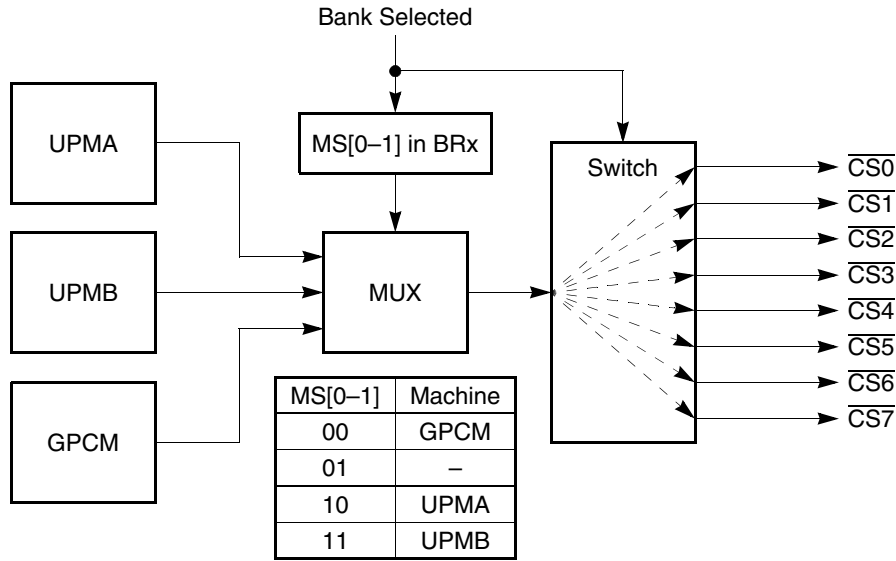 Bank Selected
UPMA
MS[0–1] in BRx
Switch
CS0
CS1
CS2
UPMB
MUX
CS3
CS4
CS5
CS6
CS7
GPCM
MS[0–1] Machine
00 GPCM
01 –
10 UPMA
11 UPMB